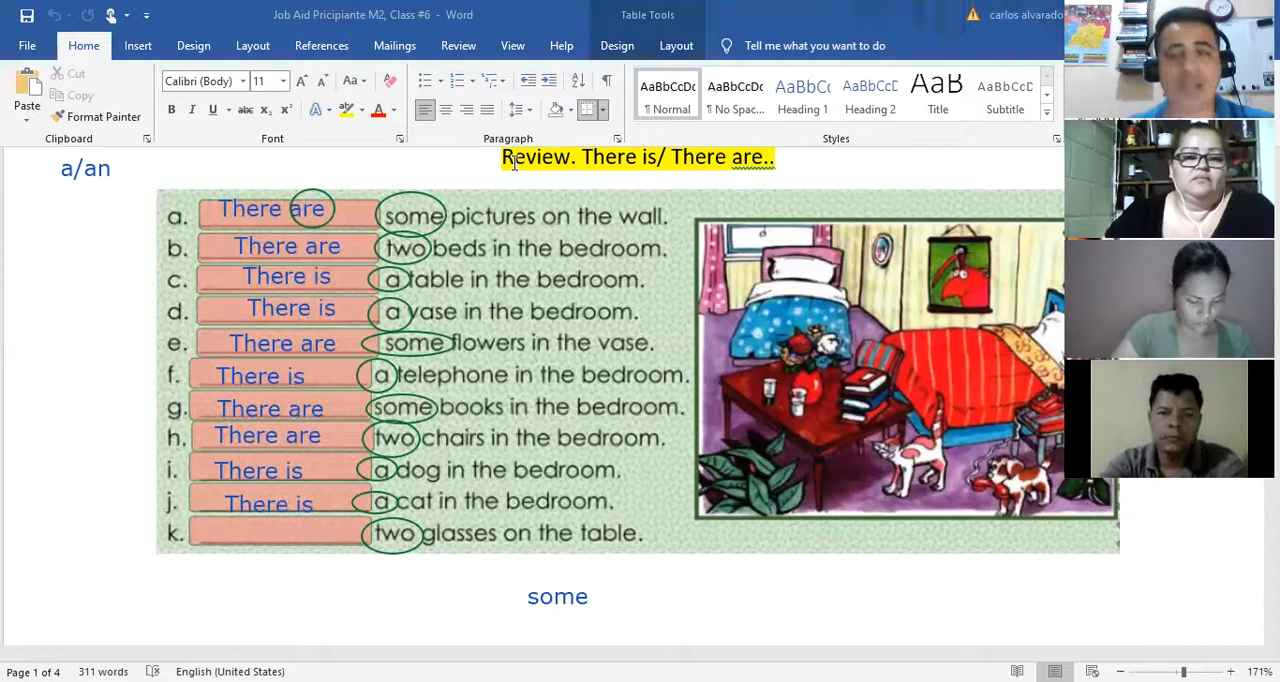 Job Aid Pricipiante M2, Class #6 - Word
Table Tools
carlos alvarado
File Home Insert Design Layout References Mailings Review View Help Design Layout Tell me what you want to do
Paste
Cut
Copy
Format Painter
Calibri (Body) 11
Aa
B I U abc x₂ x² A A
AaBbCcDc AaBbCcDc AaBbCc AaBbCcC AaB AaBbCcD
¶ Normal ¶ No Spac... Heading 1 Heading 2 Title Subtitle
Clipboard Font Paragraph Styles
Review. There is/ There are..
a/an
a. There are some pictures on the wall.
b. There are two beds in the bedroom.
c. There is a table in the bedroom.
d. There is a vase in the bedroom.
e. There are some flowers in the vase.
f. There is a telephone in the bedroom.
g. There are some books in the bedroom.
h. There are two chairs in the bedroom.
i. There is a dog in the bedroom.
j. There is a cat in the bedroom.
k. two glasses on the table.
some
Page 1 of 4 311 words English (United States) 171%